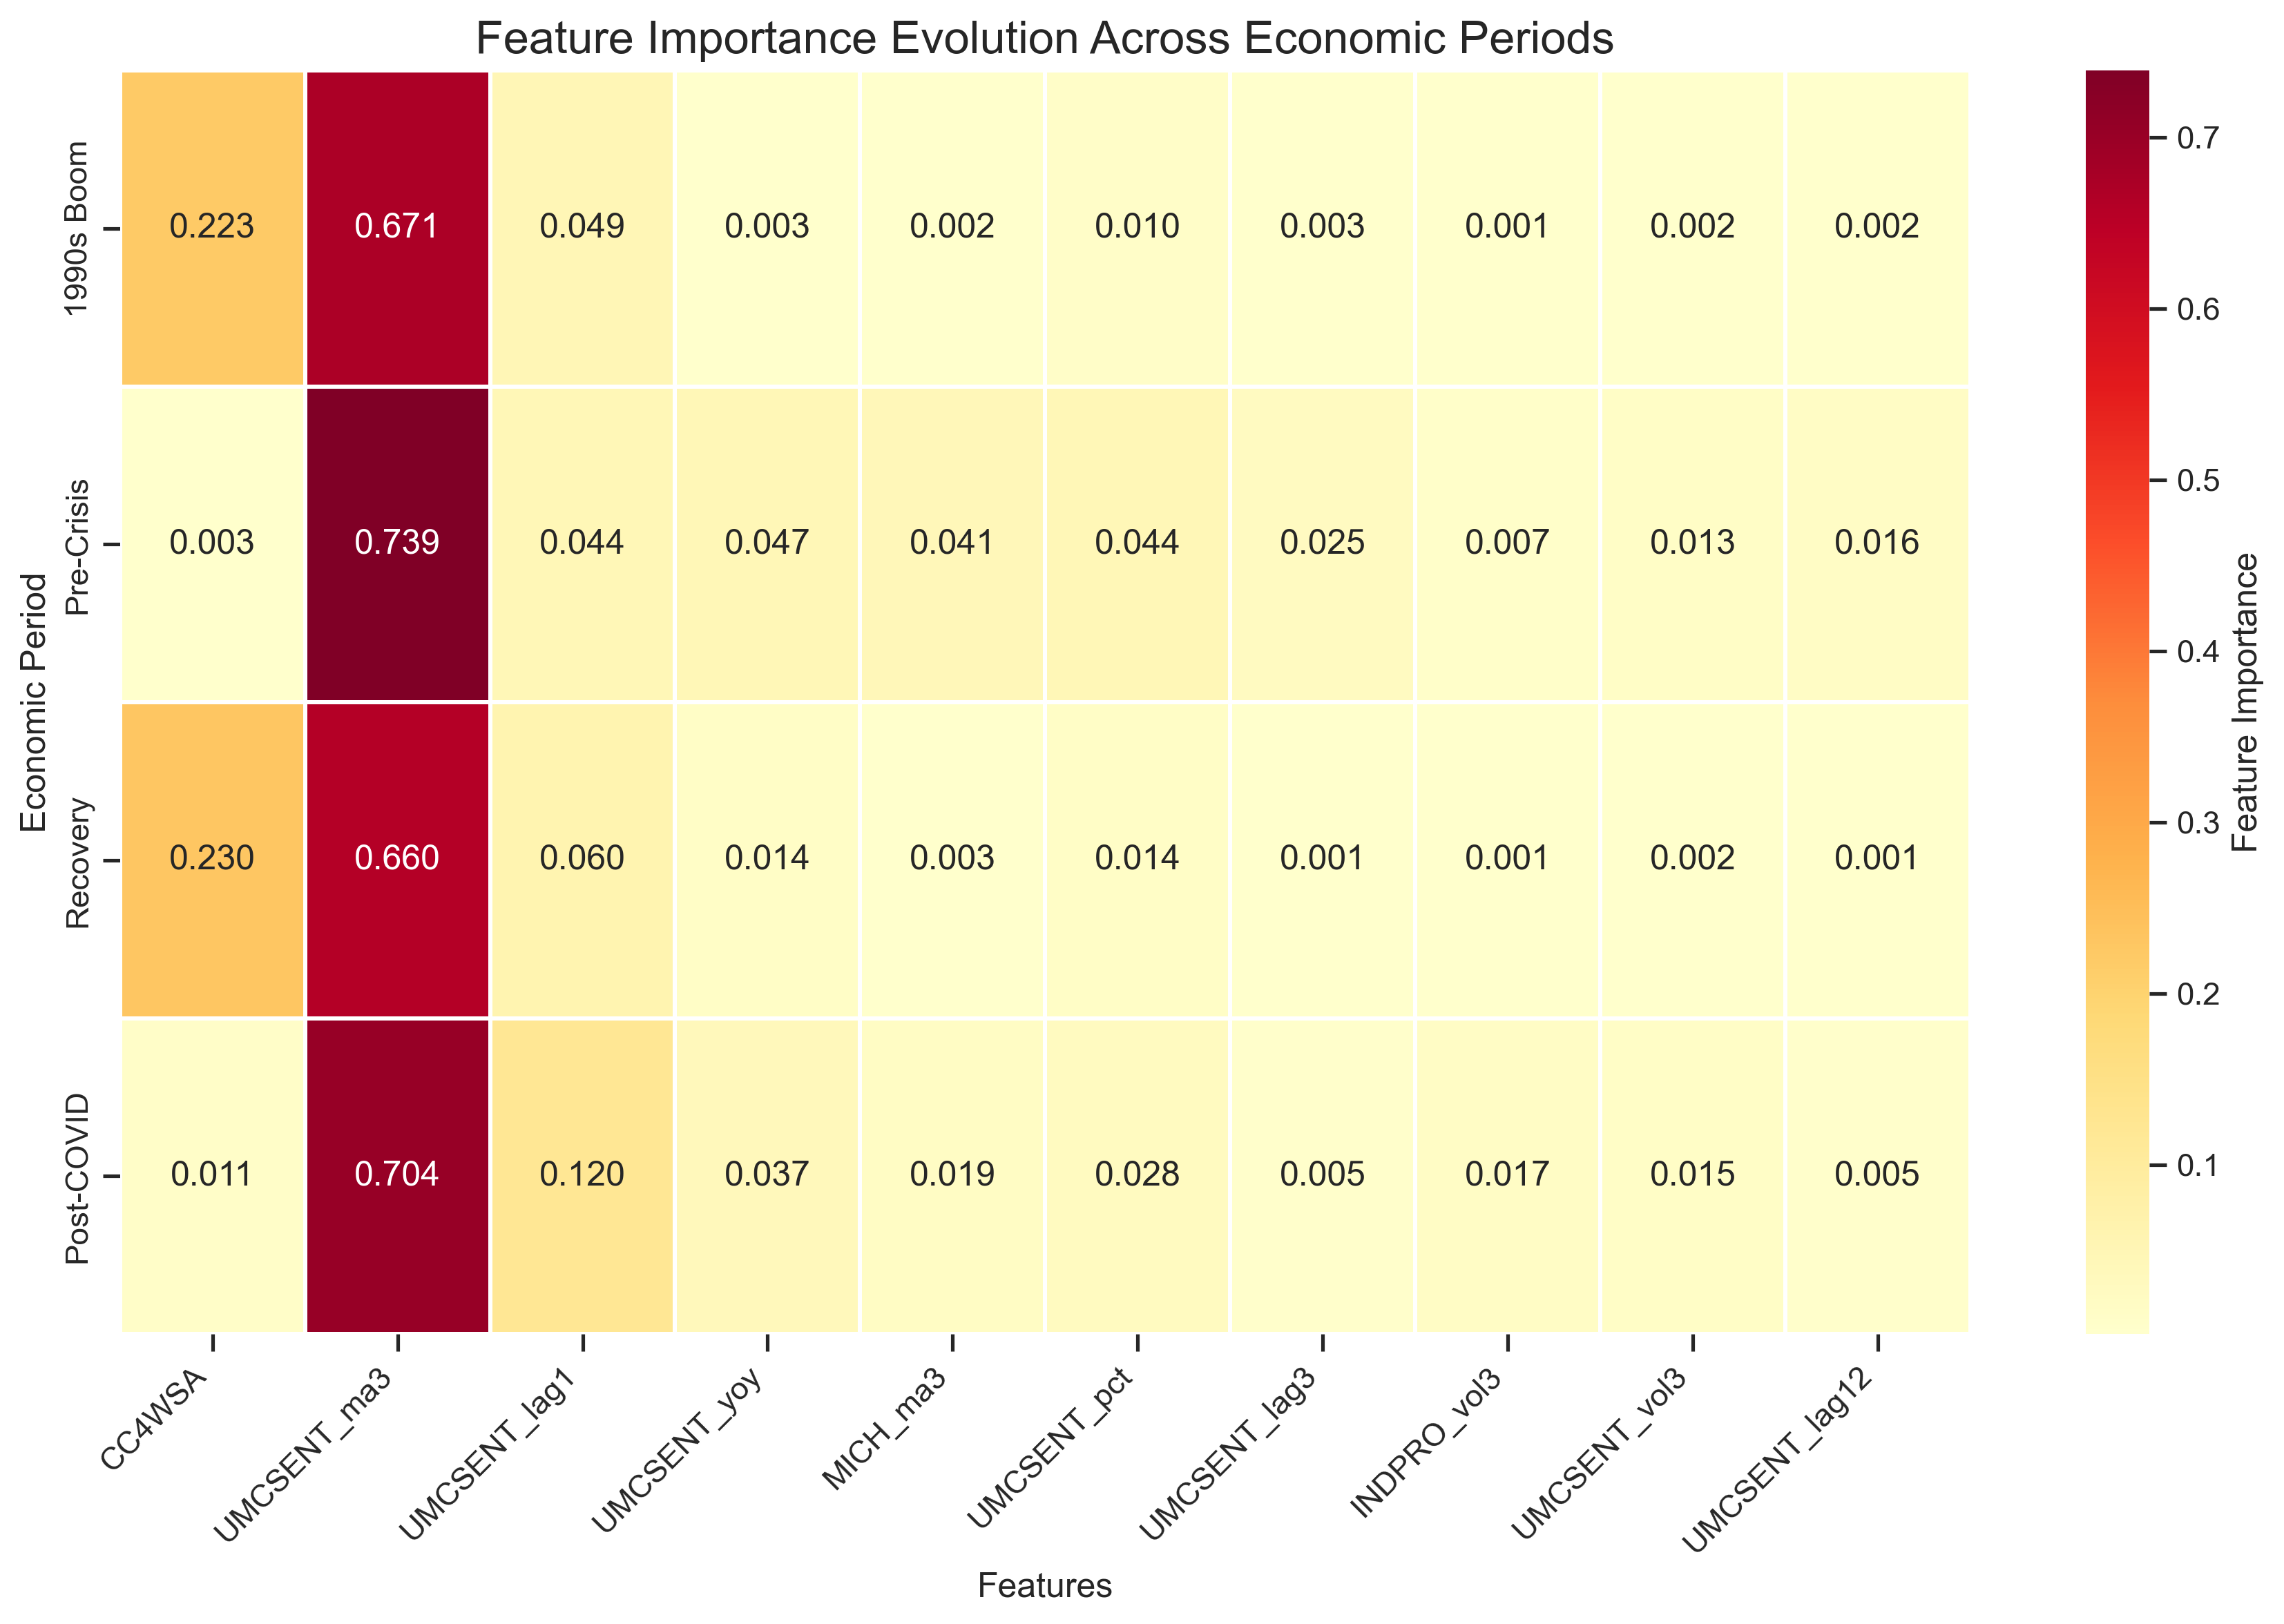 Feature Importance Evolution Across Economic Periods
Economic Period
1990s Boom
0.223 0.671 0.049 0.003 0.002 0.010 0.003 0.001 0.002 0.002
Pre-Crisis
0.003 0.739 0.044 0.047 0.041 0.044 0.025 0.007 0.013 0.016
Recovery
0.230 0.660 0.060 0.014 0.003 0.014 0.001 0.001 0.002 0.001
Post-COVID
0.011 0.704 0.120 0.037 0.019 0.028 0.005 0.017 0.015 0.005
CC4WSA
UMCSENT_ma3
UMCSENT_lag1
UMCSENT_yoy
MICH_ma3
UMCSENT_pct
UMCSENT_lag3
INDPRO_vol3
UMCSENT_vol3
UMCSENT_lag12
Features
0.7
0.6
0.5
0.4
0.3
0.2
0.1
Feature Importance